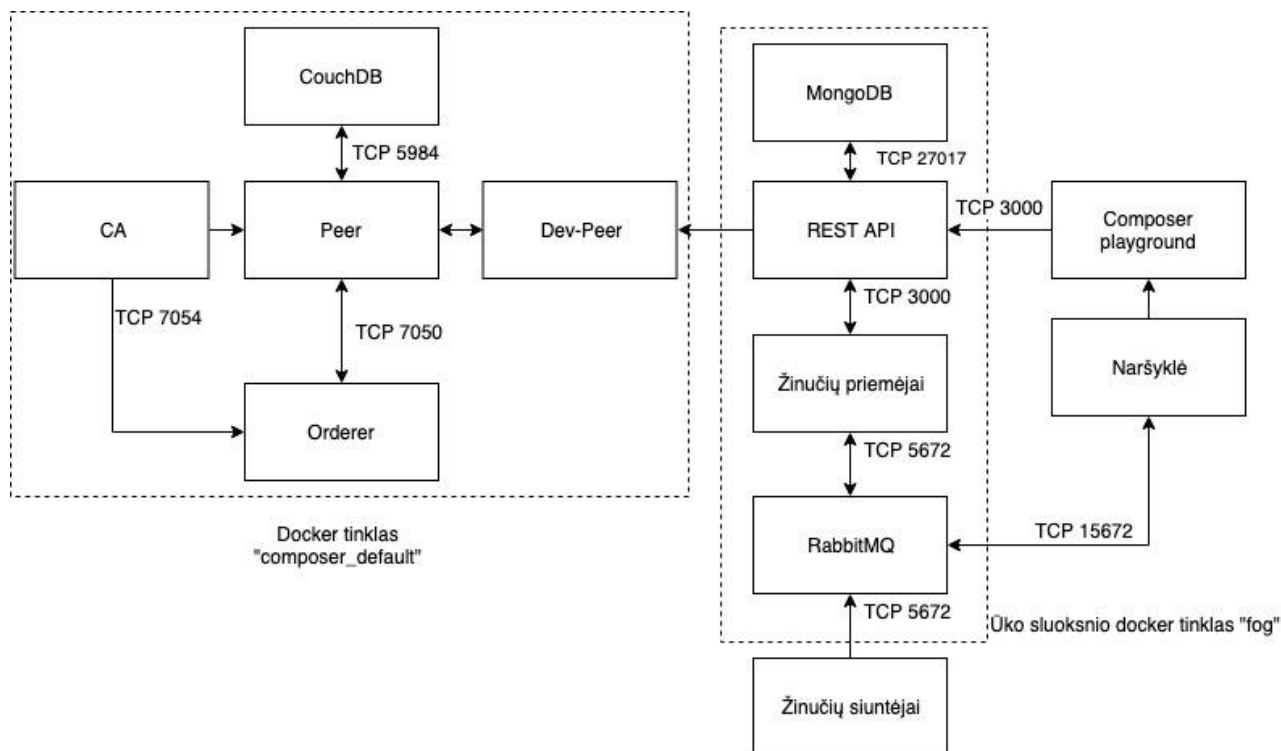 CouchDB
TCP 5984
CA
Peer
Dev-Peer
TCP 7054
TCP 7050
Orderer
Docker tinklas
"composer_default"
MongoDB
TCP 27017
REST API
TCP 3000
Composer
playground
TCP 3000
Žinučių priemėjai
Naršyklė
TCP 5672
RabbitMQ
TCP 15672
TCP 5672
Ūko sluoksnio docker tinklas "fog"
Žinučių siuntėjai